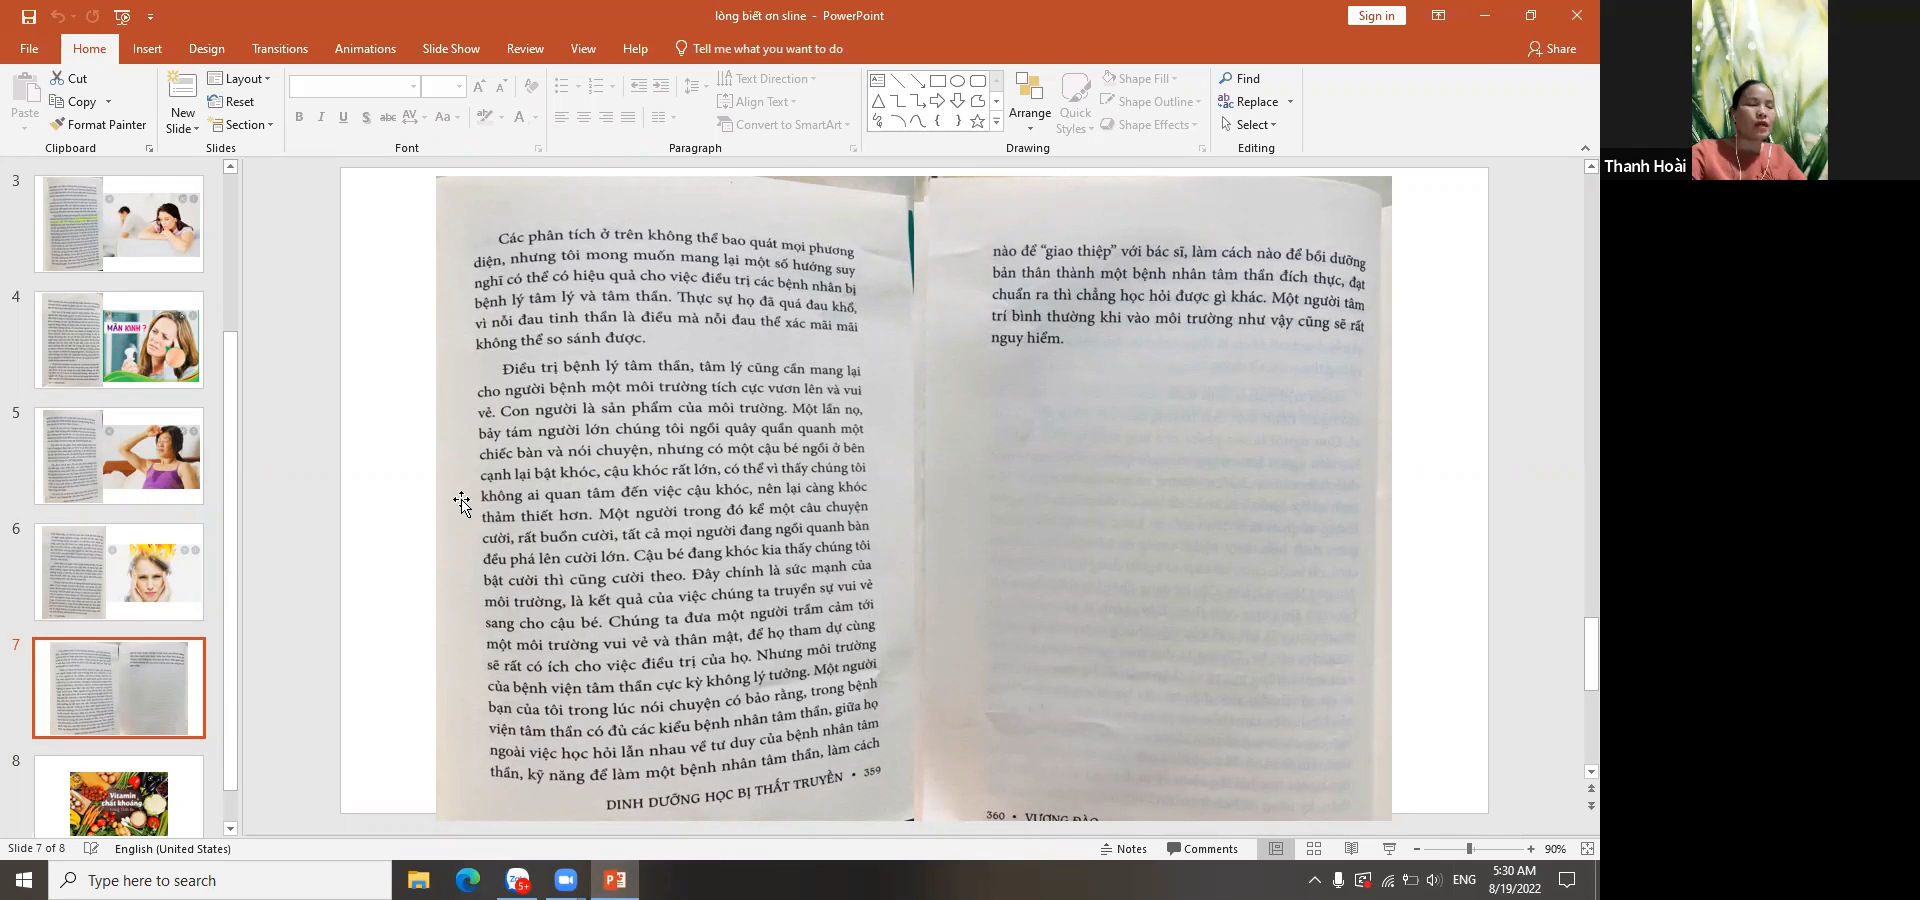 lòng biết ơn sline - PowerPoint
Sign in
File Home Insert Design Transitions Animations Slide Show Review View Help Tell me what you want to do Share
Paste
Cut
Copy
Format Painter
Clipboard
New Slide
Layout
Reset
Section
Slides
Font
Text Direction
Align Text
Convert to SmartArt
Paragraph
Arrange
Quick Styles
Shape Fill
Shape Outline
Shape Effects
Drawing
Find
Replace
Select
Editing
Thanh Hoài
3
4
MÃN KINH ?
5
6
7
8
Vitamin
chất khoáng
Các phân tích ở trên không thể bao quát mọi phương
diện, nhưng tôi mong muốn mang lại một số hướng suy
nghĩ có thể có hiệu quả cho việc điều trị các bệnh nhân bị
bệnh lý tâm lý và tâm thần. Thực sự họ đã quá đau khổ,
vì nỗi đau tinh thần là điều mà nỗi đau thể xác mãi mãi
không thể so sánh được.
Điều trị bệnh lý tâm thần, tâm lý cũng cần mang lại
cho người bệnh một môi trường tích cực vươn lên và vui
vẻ. Con người là sản phẩm của môi trường. Một lần nọ,
bảy tám người lớn chúng tôi ngồi quây quần quanh một
chiếc bàn và nói chuyện, nhưng có một cậu bé ngồi ở bên
cạnh lại bật khóc, cậu khóc rất lớn, có thể vì thấy chúng tôi
không ai quan tâm đến việc cậu khóc, nên lại càng khóc
thảm thiết hơn. Một người trong đó kể một câu chuyện
cười, rất buồn cười, tất cả mọi người đang ngồi quanh bàn
đều phá lên cười lớn. Cậu bé đang khóc kia thấy chúng tôi
bật cười thì cũng cười theo. Đây chính là sức mạnh của
môi trường, là kết quả của việc chúng ta truyền sự vui vẻ
sang cho cậu bé. Chúng ta đưa một người trầm cảm tới
một môi trường vui vẻ và thân mật, để họ tham dự cùng
sẽ rất có ích cho việc điều trị của họ. Nhưng môi trường
của bệnh viện tâm thần cực kỳ không lý tưởng. Một người
bạn của tôi trong lúc nói chuyện có bảo rằng, trong bệnh
viện tâm thần có đủ các kiểu bệnh nhân tâm thần, giữa họ
ngoài việc học hỏi lẫn nhau về tư duy của bệnh nhân tâm
thần, kỹ năng để làm một bệnh nhân tâm thần, làm cách
DINH DƯỠNG HỌC BỊ THẤT TRUYỀN • 359
nào để “giao thiệp” với bác sĩ, làm cách nào để bồi dưỡng
bản thân thành một bệnh nhân tâm thần đích thực, đạt
chuẩn ra thì chẳng học hỏi được gì khác. Một người tâm
trí bình thường khi vào môi trường như vậy cũng sẽ rất
nguy hiểm.
360 • VƯƠNG ĐÀO
Slide 7 of 8 English (United States) Notes Comments 90%
Type here to search
ENG
5:30 AM
8/19/2022